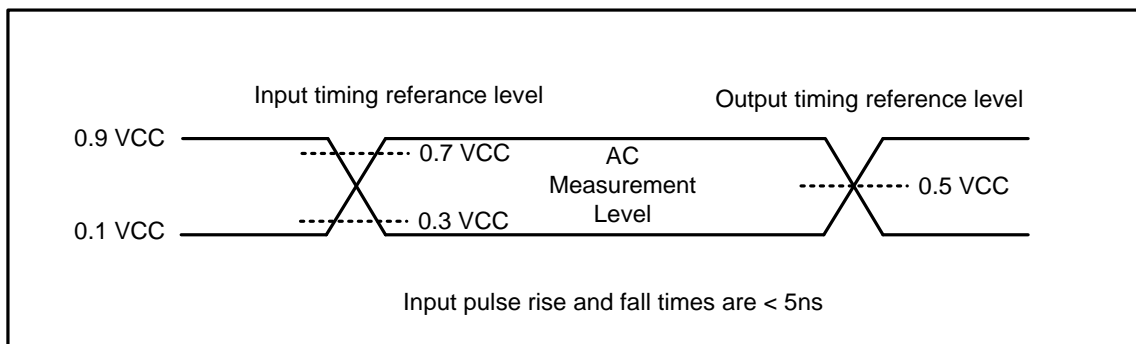 Input timing referance level
Output timing reference level
0.9 VCC
0.7 VCC
AC
Measurement
Level
0.5 VCC
0.3 VCC
0.1 VCC
Input pulse rise and fall times are < 5ns